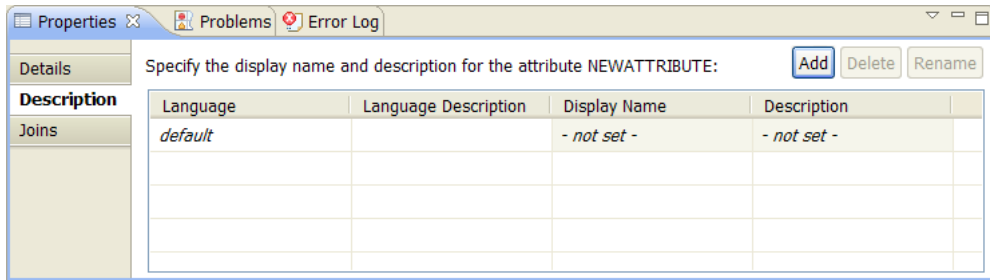 Properties Problems Error Log
Details Specify the display name and description for the attribute NEWATTRIBUTE: Add Delete Rename
Description Language Language Description Display Name Description
Joins default - not set - - not set -